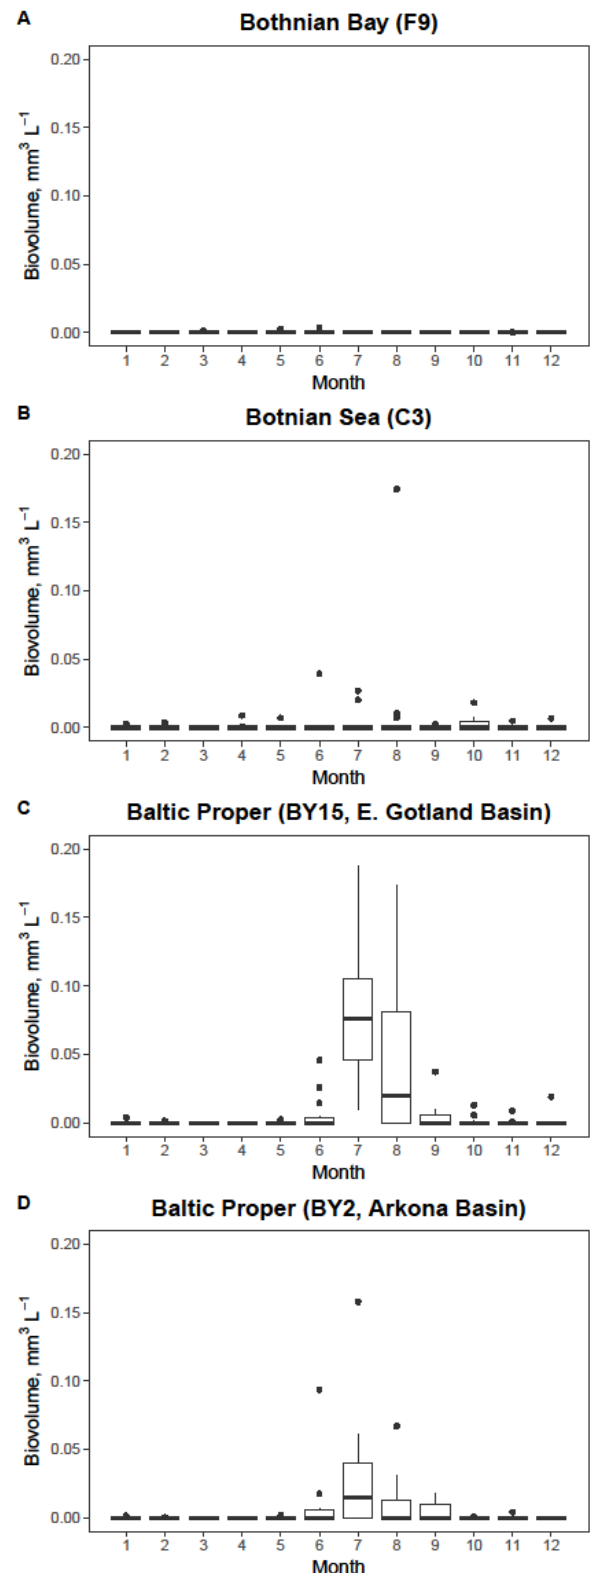 A
Bothnian Bay (F9)
Biovolume, mm³ L⁻¹
0.20
0.15
0.10
0.05
0.00
1 2 3 4 5 6 7 8 9 10 11 12
Month
B
Botnian Sea (C3)
Biovolume, mm³ L⁻¹
0.20
0.15
0.10
0.05
0.00
1 2 3 4 5 6 7 8 9 10 11 12
Month
C
Baltic Proper (BY15, E. Gotland Basin)
Biovolume, mm³ L⁻¹
0.20
0.15
0.10
0.05
0.00
1 2 3 4 5 6 7 8 9 10 11 12
Month
D
Baltic Proper (BY2, Arkona Basin)
Biovolume, mm³ L⁻¹
0.20
0.15
0.10
0.05
0.00
1 2 3 4 5 6 7 8 9 10 11 12
Month